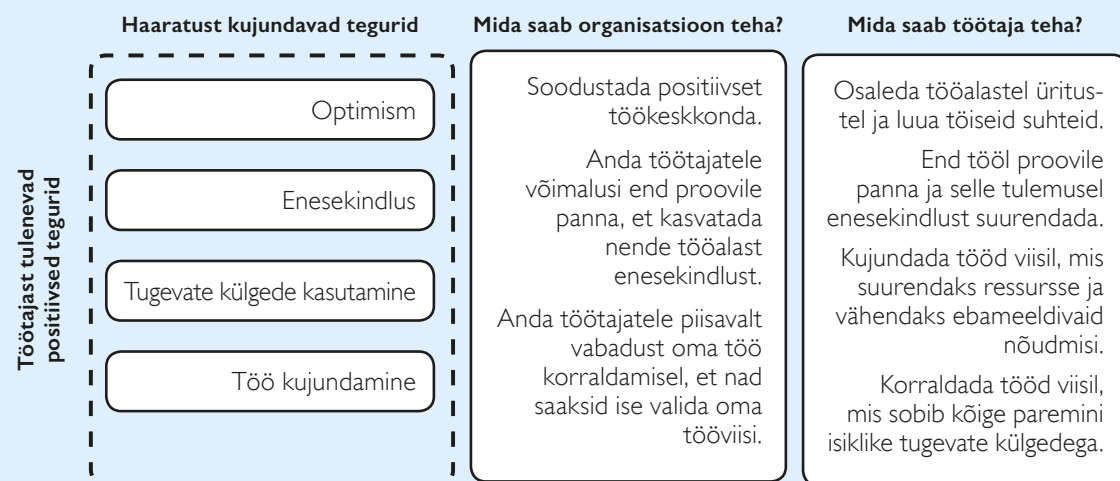 Haaratust kujundavad tegurid
Mida saab organisatsioon teha?
Mida saab töötaja teha?
Töötajast tulenevad
positiivsed tegurid
Optimism
Enesekindlus
Tugevate külgede kasutamine
Töö kujundamine
Soodustada positiivset
töökeskkonda.
Anda töötajatele
võimalusi end proovile
panna, et kasvatada
nende tööalast
enesekindlust.
Anda töötajatele piisavalt
vabadust oma töö
korraldamisel, et nad
saaksid ise valida oma
tööviisi.
Osaleda tööalastel üritus-
tel ja luua töiseid suhteid.
End tööl proovile
panna ja selle tulemusel
enesekindlust suurendada.
Kujundada tööd viisil, mis
suurendaks ressursse ja
vähendaks ebameeldivaid
nõudmisi.
Korraldada tööd viisil,
mis sobib kõige paremini
isiklike tugevate külgedega.